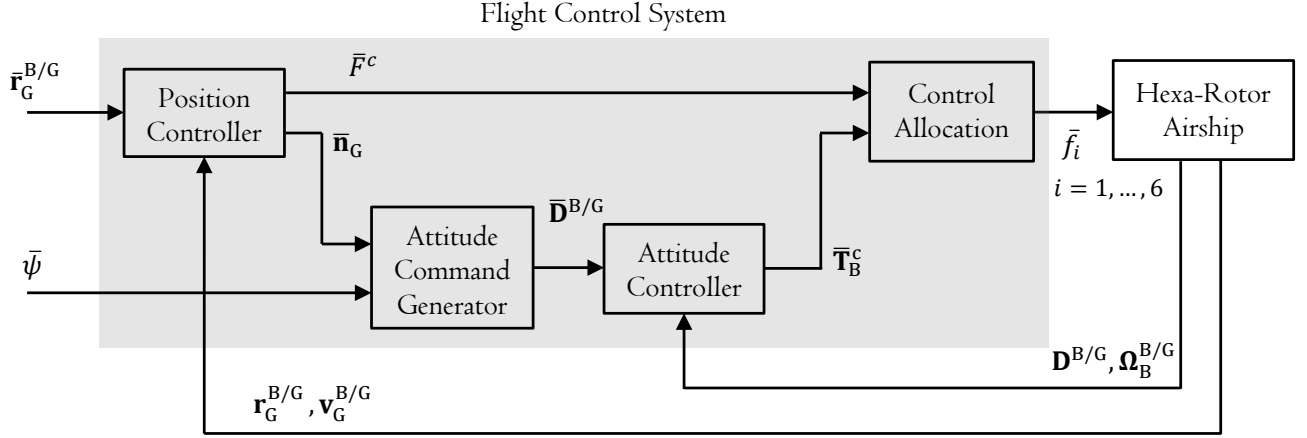 Flight Control System
r̄_G^{B/G}
Position
Controller
F̄^c
n̄_G
Control
Allocation
f̄_i
i = 1, … , 6
Hexa-Rotor
Airship
ψ̄
Attitude
Command
Generator
D̄^{B/G}
Attitude
Controller
T̄_B^c
D^{B/G}, Ω_B^{B/G}
r_G^{B/G} , v_G^{B/G}